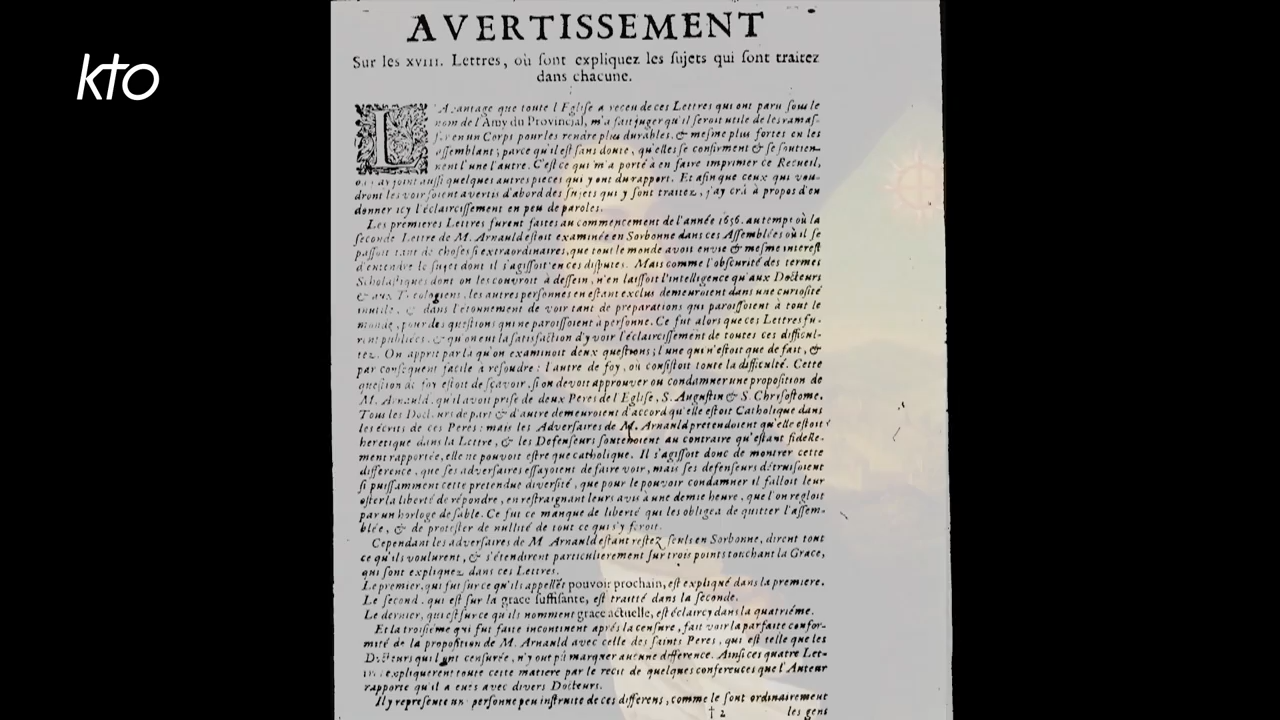 kto
AVERTISSEMENT
Sur les XVIII. Lettres, où ſont expliquez les ſujets qui ſont traitez
dans chacune.
L'Avantage que toute l'Egliſe a receu de ces Lettres qui ont paru ſous le
nom de l'Amy du Provincial, m'a fait juger qu'il ſeroit utile de les ramaſ-
ſer en un Corps pour les rendre plus durables, & meſme plus fortes en les
aſſemblant; parce qu'il eſt ſans doute, qu'elles ſe confirment & ſe ſoutien-
nent l'une l'autre. C'eſt ce qui m'a porté à en faire imprimer ce Recueil,
où j'ay joint auſſi quelques autres pieces qui y ont du rapport. Et afin que ceux qui vou-
dront les voir ſoient avertis d'abord des ſujets qui y ſont traitez, j'ay crû à propos d'en
donner icy l'éclairciſſement en peu de paroles.
Les premieres Lettres furent faites au commencement de l'année 1656. au temps où la
ſeconde Lettre de M. Arnauld eſtoit examinée en Sorbonne dans ces Aſſemblées où il ſe
paſſoit tant de choſes ſi extraordinaires, que tout le monde avoit envie & meſme intereſt
d'entendre le ſujet dont il s'agiſſoit en ces diſputes. Mais comme l'obſcurité des termes
Scholaſtiques dont on les couvroit à deſſein, n'en laiſſoit l'intelligence qu'aux Docteurs
& aux Theologiens, les autres perſonnes en eſtant exclus demeuroient dans une curioſité
inutile, & dans l'étonnement de voir tant de preparations qui paroiſſoient à tout le
monde, pour des queſtions qui ne paroiſſoient à perſonne. Ce fut alors que ces Lettres fu-
rent publiées, & qu'on eut la ſatisfaction d'y voir l'éclairciſſement de toutes ces difficul-
tez. On apprit par la qu'on examinoit deux queſtions; l'une qui n'eſtoit que de fait, &
par conſequent facile à reſoudre: l'autre de foy, où conſiſtoit toute la difficulté. Cette
queſtion de foy eſtoit de ſçavoir, ſi on devoit approuver ou condamner une propoſition de
M. Arnauld, qu'il avoit priſe de deux Peres de l'Egliſe, S. Auguſtin & S. Chryſoſtome.
Tous les Docteurs de part & d'autre demeuroient d'accord qu'elle eſtoit Catholique dans
les écrits de ces Peres: mais les Adverſaires de M. Arnauld pretendoient qu'elle eſtoit
heretique dans la Lettre, & les Defenſeurs ſoutenoient au contraire qu'eſtant fidelle-
ment rapportée, elle ne pouvoit eſtre que catholique. Il s'agiſſoit donc de montrer cette
difference, que ſes adverſaires eſſayoient de faire voir, mais ſes defenſeurs détruiſoient
ſi puiſſamment cette pretendue diverſité, que pour le pouvoir condamner il falloit leur
oſter la liberté de répondre, en reſtraignant leurs avis à une demie heure, que l'on regloit
par un horloge de ſable. Ce fut ce manque de liberté qui les obligea de quitter l'aſſem-
blée, & de proteſter de nullité de tout ce qui s'y feroit.
Cependant les adverſaires de M. Arnauld eſtant reſtez ſeuls en Sorbonne, dirent tout
ce qu'ils voulurent, & s'étendirent particulierement ſur trois points touchant la Grace,
qui ſont expliquez dans ces Lettres.
Le premier, qui fut ſur ce qu'ils appellēt pouvoir prochain, eſt expliqué dans la premiere.
Le ſecond, qui eſt ſur la grace ſuffiſante, eſt traitté dans la ſeconde.
Le dernier, qui eſt ſur ce qu'ils nomment grace actuelle, eſt éclaircy dans la quatriéme.
Et la troiſiéme qui fut faite incontinent aprés la cenſure, fait voir la parfaite confor-
mité de la propoſition de M. Arnauld avec celle des ſaints Peres, qui eſt telle que les
Docteurs qui l'ont cenſurée, n'y ont pû marquer aucune difference. Ainſi ces quatre Let-
tres expliquerent toute cette matiere par le recit de quelques conferences que l'Auteur
rapporte qu'il a eues avec divers Docteurs.
Il y repreſente un perſonne peu inſtruite de ces differens, comme le ſont ordinairement
† 2 les gens